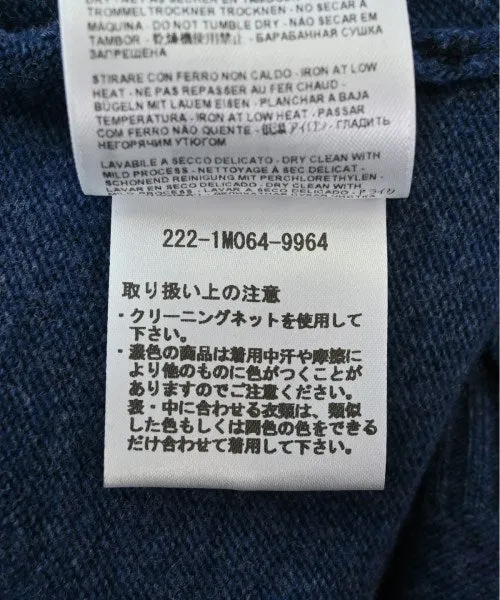 TROMMEL TROCKNER TROCKNEN - NO SECAR A
MAQUINA - DO NOT TUMBLE DRY - NO SECAR EN
TAMBOR - 乾燥機使用禁止 - БАРАБАННАЯ СУШКА
ЗАПРЕЩЕНА
STIRARE CON FERRO NON CALDO - IRON AT LOW
HEAT - NE PAS REPASSER AU FER CHAUD -
BÜGELN MIT LAUEM EISEN - PLANCHAR A BAJA
TEMPERATURA - IRON AT LOW HEAT - PASSAR
COM FERRO NÃO QUENTE - 低温アイロン - ГЛАДИТЬ
НЕГОРЯЧИМ УТЮГОМ
LAVABILE A SECCO DELICATO - DRY CLEAN WITH
MILD PROCESS - NETTOYAGE A SEC DELICAT -
SCHONEND REINIGUNG MIT PERCHLORETHYLEN -
LAVAR EN SECO DELICADO - LAVAR A SECO
DELICADO - DRY CLEAN WITH
MILD PROCESS
222-1M064-9964
取り扱い上の注意
・クリーニングネットを使用して
下さい。
・濃色の商品は着用中汗や摩擦に
より他のものに色がつくことが
ありますのでご注意ください。
表・中に合わせる衣類は、類似
した色もしくは同色の色をできる
だけ合わせて着用して下さい。